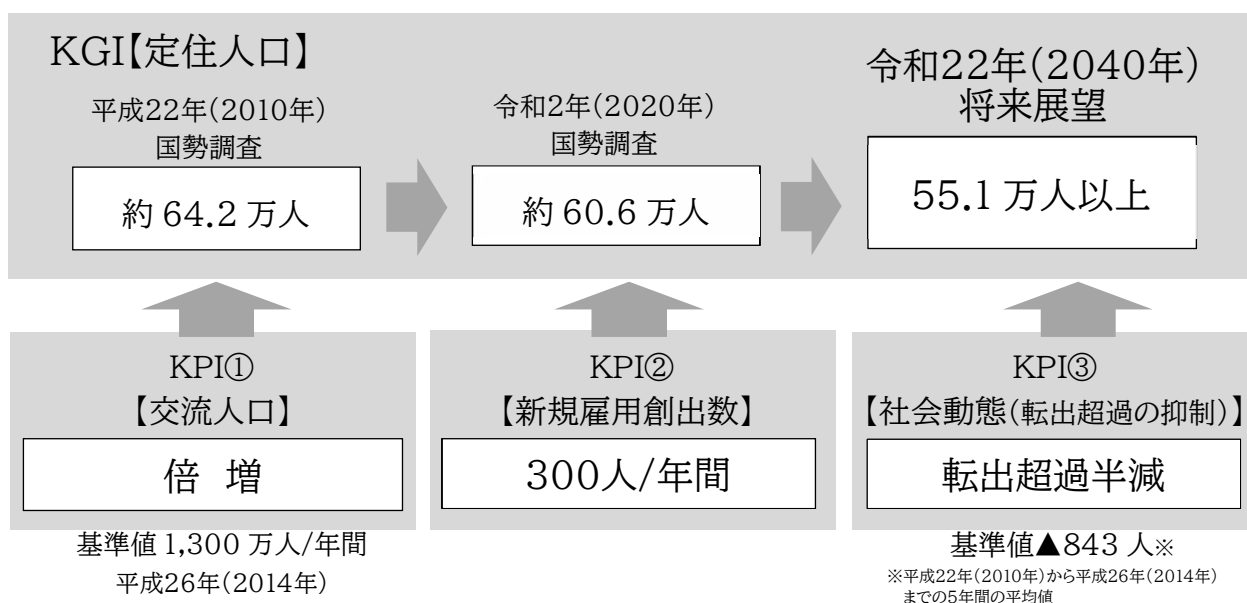 KGI【定住人口】
平成22年(2010年)
国勢調査
約 64.2 万人
令和2年(2020年)
国勢調査
約 60.6 万人
令和22年(2040年)
将来展望
55.1 万人以上
KPI①
【交流人口】
倍 増
基準値 1,300 万人/年間
平成26年(2014年)
KPI②
【新規雇用創出数】
300人/年間
KPI③
【社会動態(転出超過の抑制)】
転出超過半減
基準値▲843 人※
※平成22年(2010年)から平成26年(2014年)
までの5年間の平均値